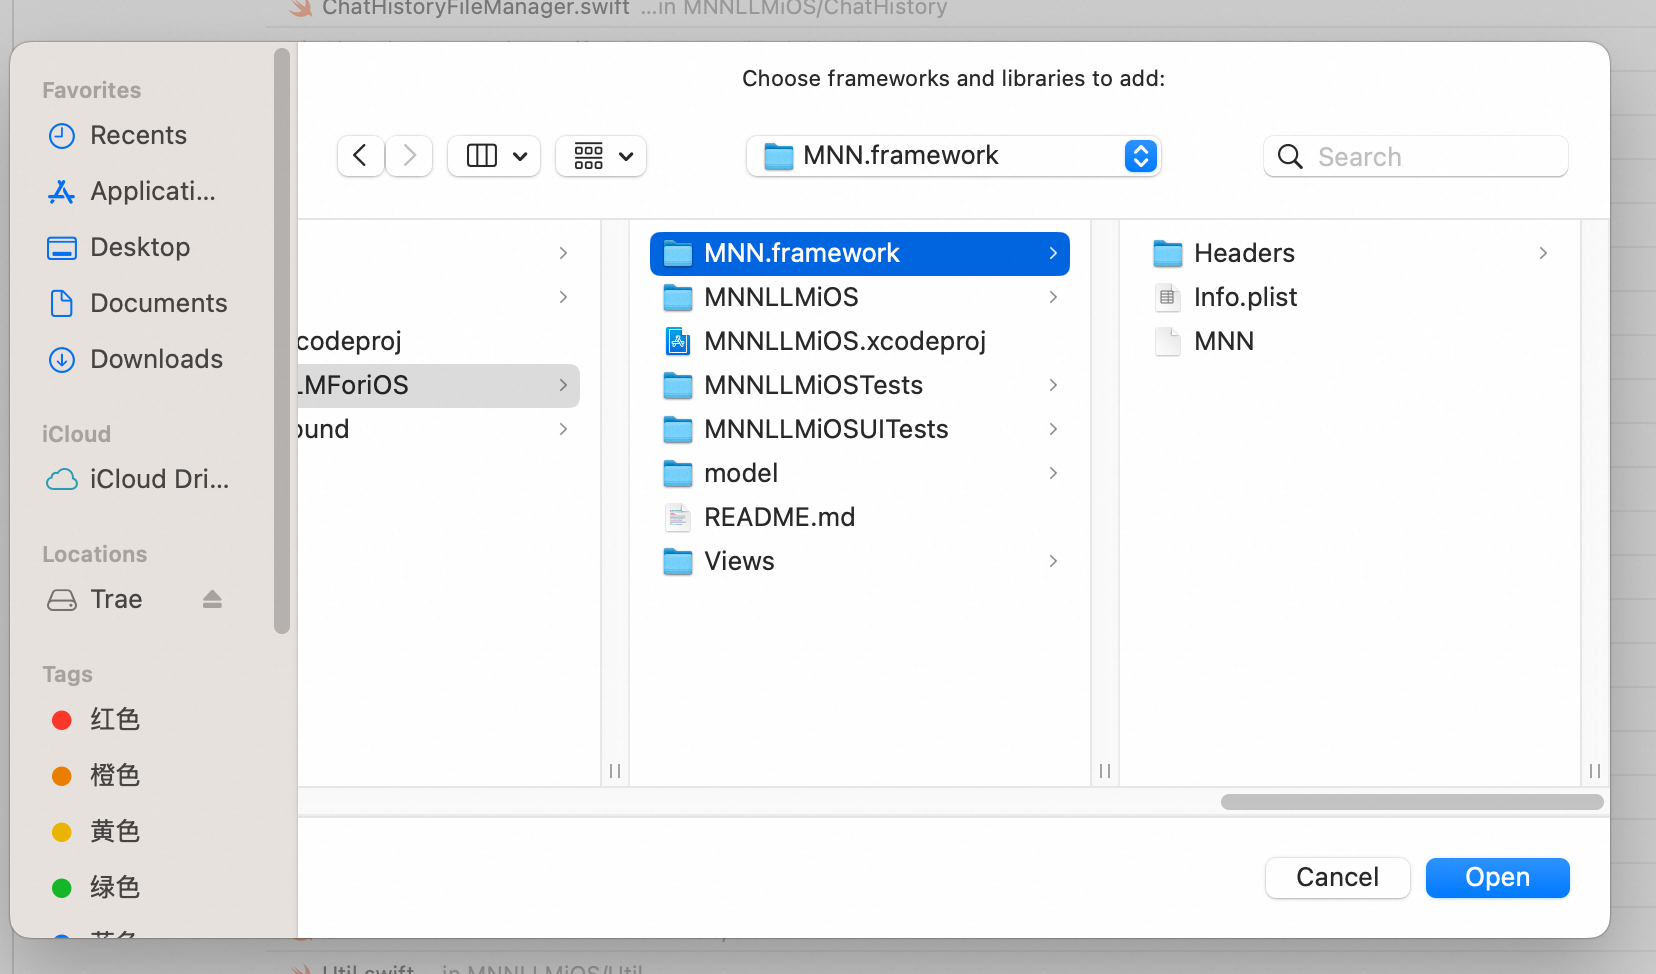 ChatHistoryFileManager.swift ...in MNNLLMiOS/ChatHistory
Choose frameworks and libraries to add:
MNN.framework
Search
Favorites
Recents
Applicati...
Desktop
Documents
Downloads
iCloud
iCloud Dri...
Locations
Trae
Tags
红色
橙色
黄色
绿色
蓝色
codeproj
LMForiOS
ound
MNN.framework
MNNLLMiOS
MNNLLMiOS.xcodeproj
MNNLLMiOSTests
MNNLLMiOSUITests
model
README.md
Views
Headers
Info.plist
MNN
Cancel
Open
Util.swift ...in MNNLLMiOS/Util